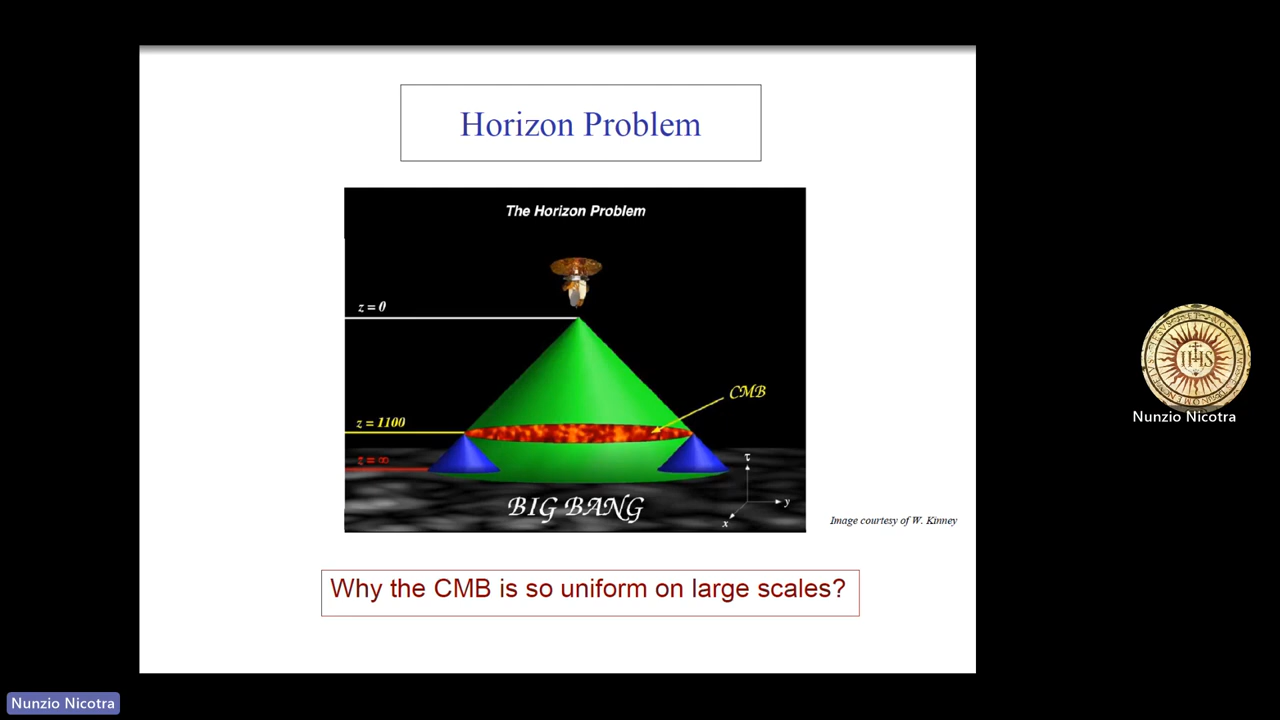 Horizon Problem
The Horizon Problem
z = 0
CMB
z = 1100
z = ∞
τ
y
x
BIG BANG
Image courtesy of W. Kinney
Why the CMB is so uniform on large scales?
IHS
Nunzio Nicotra
Nunzio Nicotra